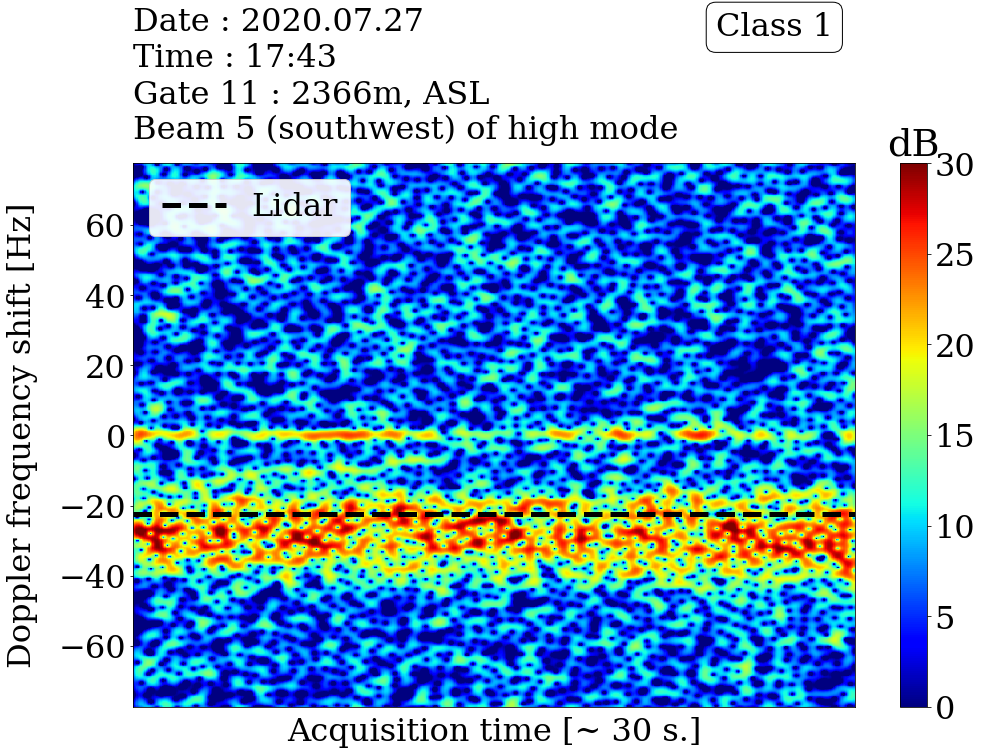 Date : 2020.07.27
Time : 17:43
Gate 11 : 2366m, ASL
Beam 5 (southwest) of high mode
Class 1
dB
Lidar
Doppler frequency shift [Hz]
60
40
20
0
−20
−40
−60
Acquisition time [~ 30 s.]
30
25
20
15
10
5
0